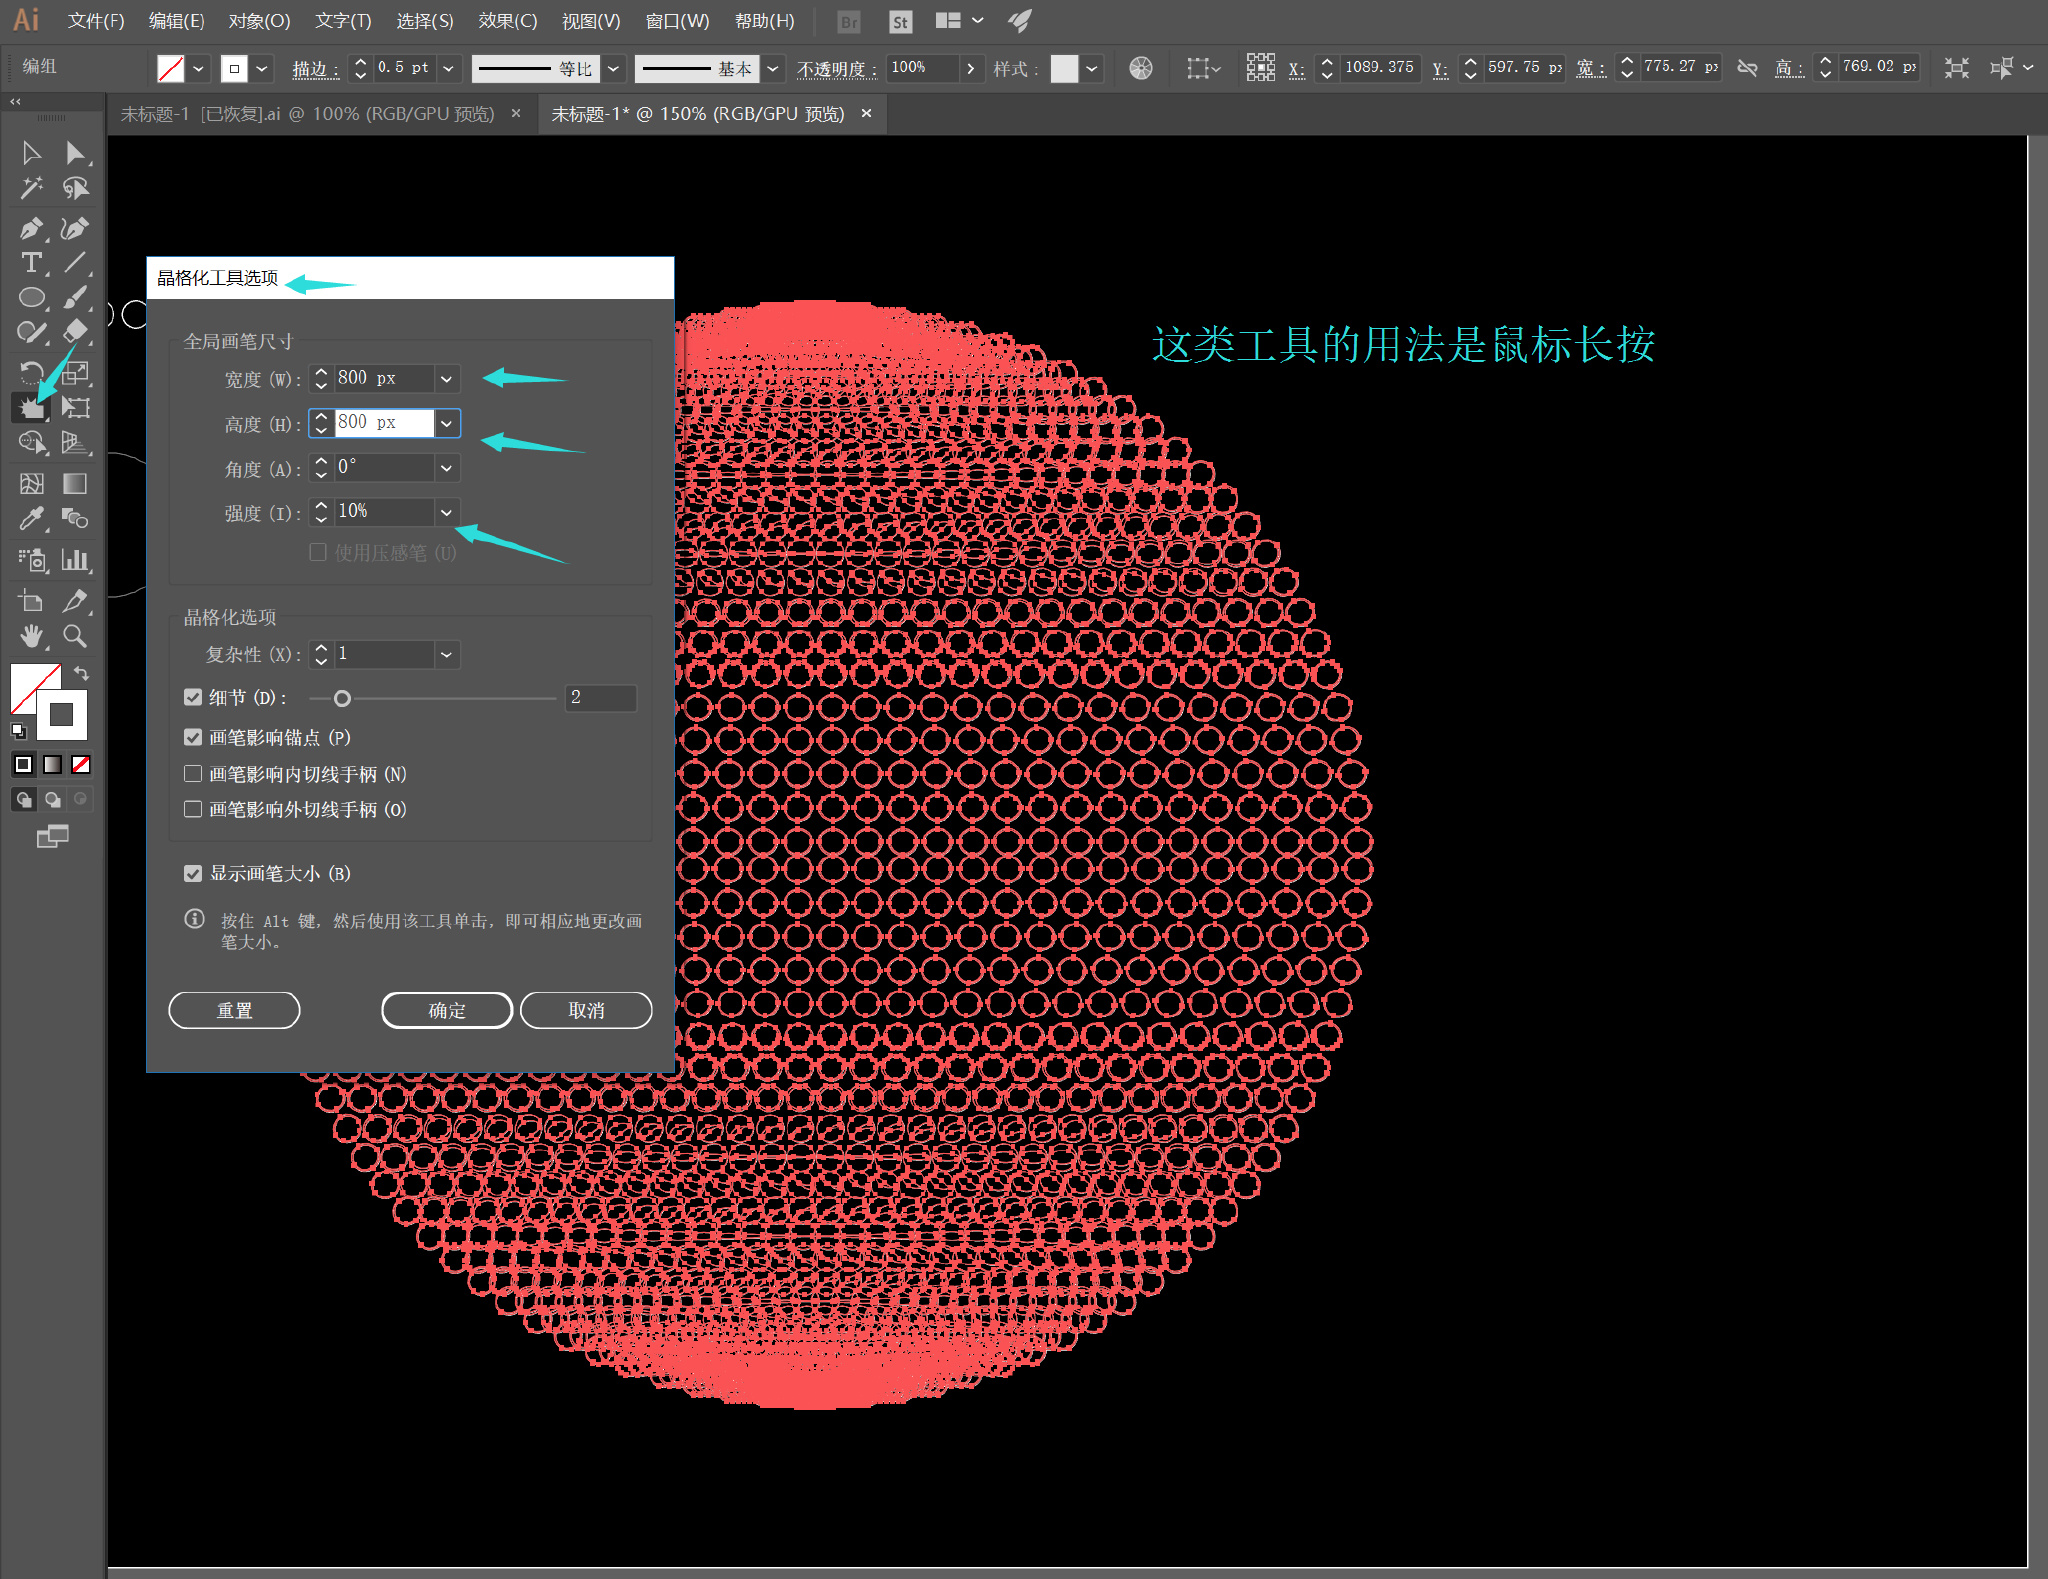 Ai 文件(F) 编辑(E) 对象(O) 文字(T) 选择(S) 效果(C) 视图(V) 窗口(W) 帮助(H) Br St
编组 描边: 0.5 pt 等比 基本 不透明度: 100% 样式: X: 1089.375 Y: 597.75 px 宽: 775.27 px 高: 769.02 px
未标题-1 [已恢复].ai @ 100% (RGB/GPU 预览) × 未标题-1* @ 150% (RGB/GPU 预览) ×
晶格化工具选项
这类工具的用法是鼠标长按
全局画笔尺寸
宽度(W): 800 px
高度(H): 800 px
角度(A): 0°
强度(I): 10%
使用压感笔(U)
晶格化选项
复杂性(X): 1
细节(D): 2
画笔影响锚点(P)
画笔影响内切线手柄(N)
画笔影响外切线手柄(O)
显示画笔大小(B)
按住 Alt 键，然后使用该工具单击，即可相应地更改画
笔大小。
重置 确定 取消